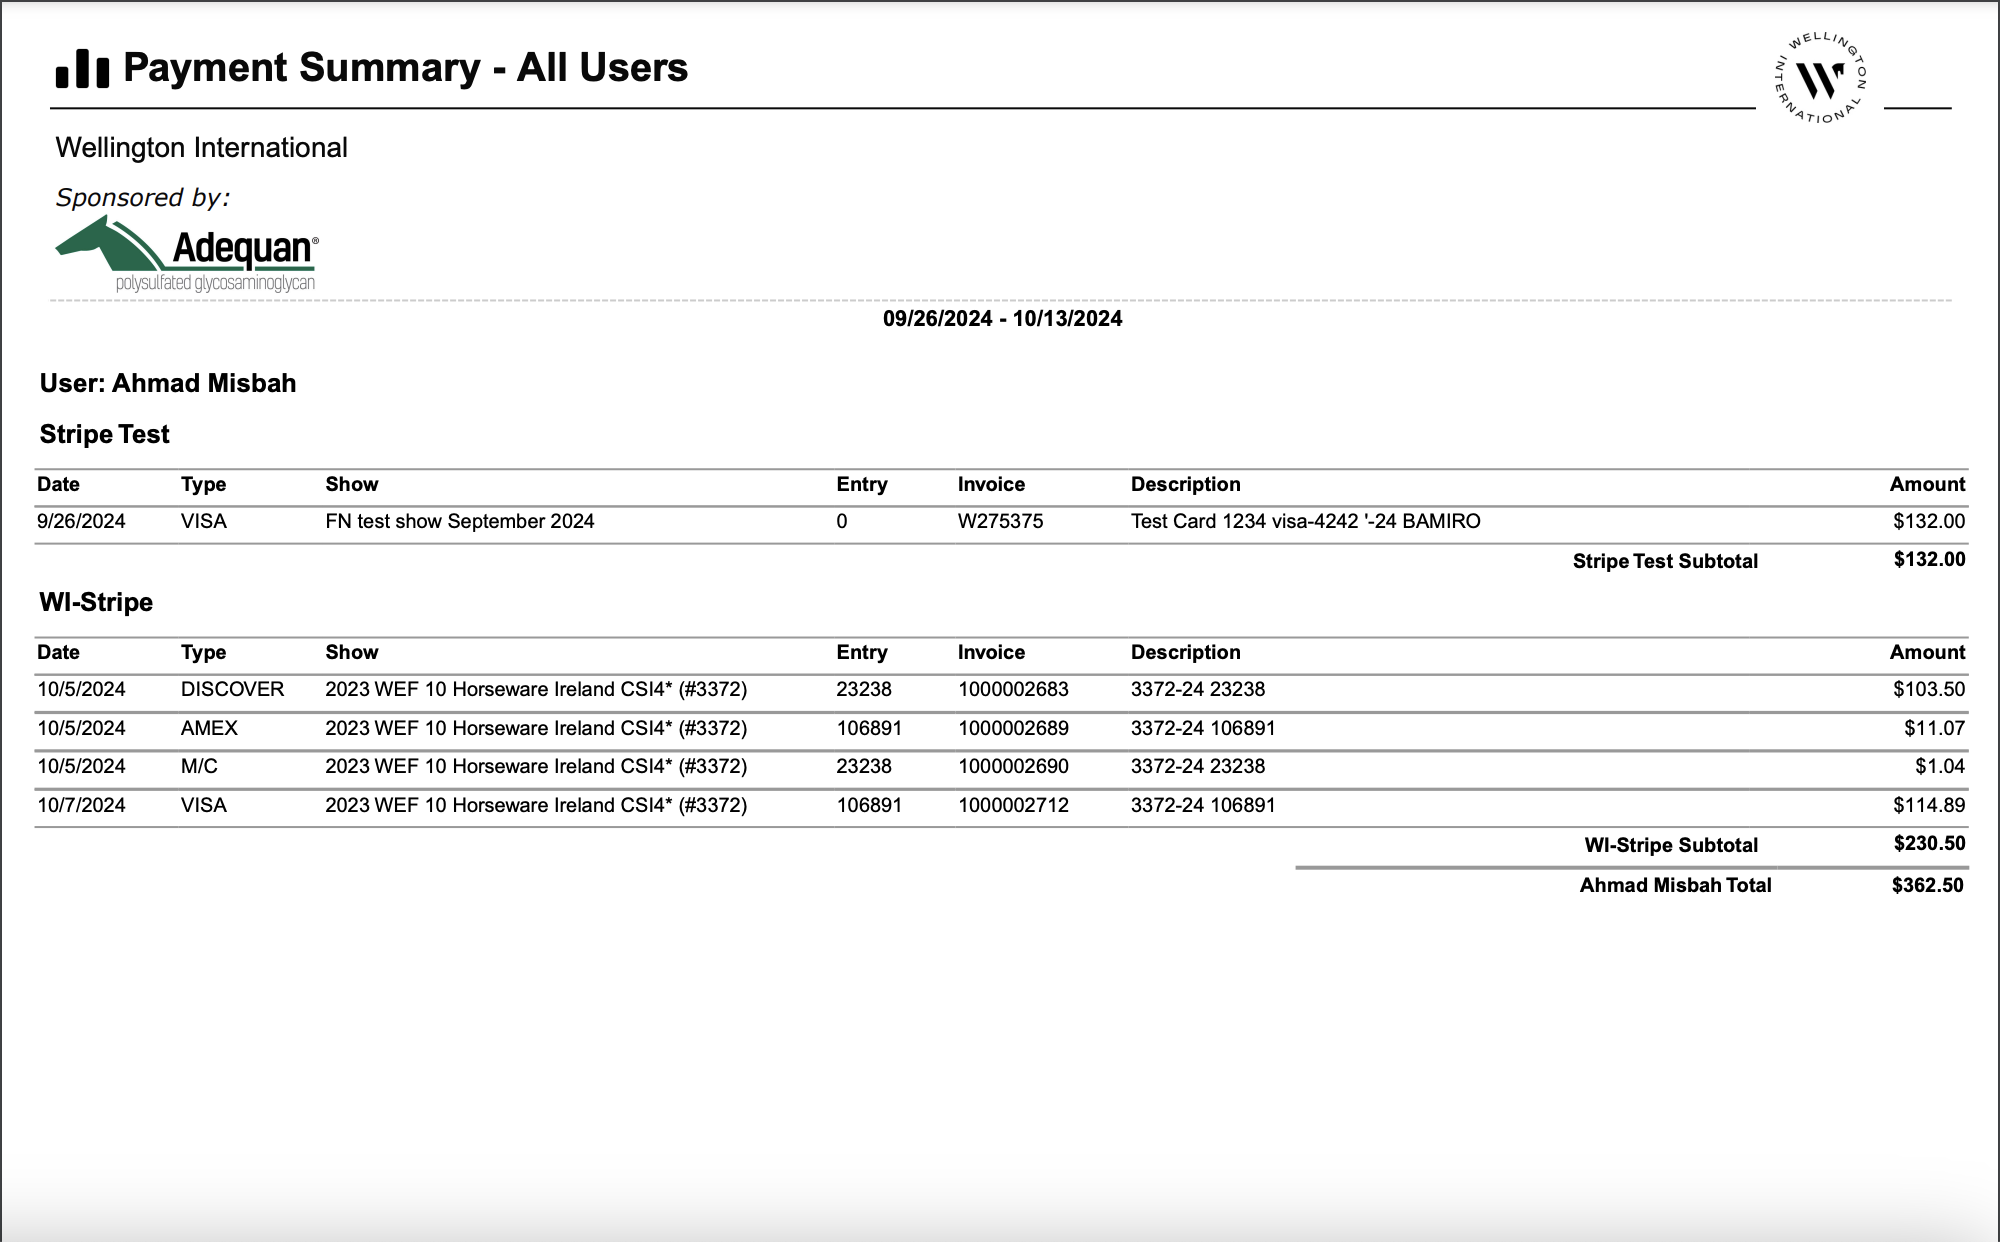 Payment Summary - All Users
WELLINGTON INTERNATIONAL
W
Wellington International
Sponsored by:
Adequan®
polysulfated glycosaminoglycan
09/26/2024 - 10/13/2024
User: Ahmad Misbah
Stripe Test
Date Type Show Entry Invoice Description Amount
9/26/2024 VISA FN test show September 2024 0 W275375 Test Card 1234 visa-4242 '-24 BAMIRO $132.00
Stripe Test Subtotal $132.00
WI-Stripe
Date Type Show Entry Invoice Description Amount
10/5/2024 DISCOVER 2023 WEF 10 Horseware Ireland CSI4* (#3372) 23238 1000002683 3372-24 23238 $103.50
10/5/2024 AMEX 2023 WEF 10 Horseware Ireland CSI4* (#3372) 106891 1000002689 3372-24 106891 $11.07
10/5/2024 M/C 2023 WEF 10 Horseware Ireland CSI4* (#3372) 23238 1000002690 3372-24 23238 $1.04
10/7/2024 VISA 2023 WEF 10 Horseware Ireland CSI4* (#3372) 106891 1000002712 3372-24 106891 $114.89
WI-Stripe Subtotal $230.50
Ahmad Misbah Total $362.50